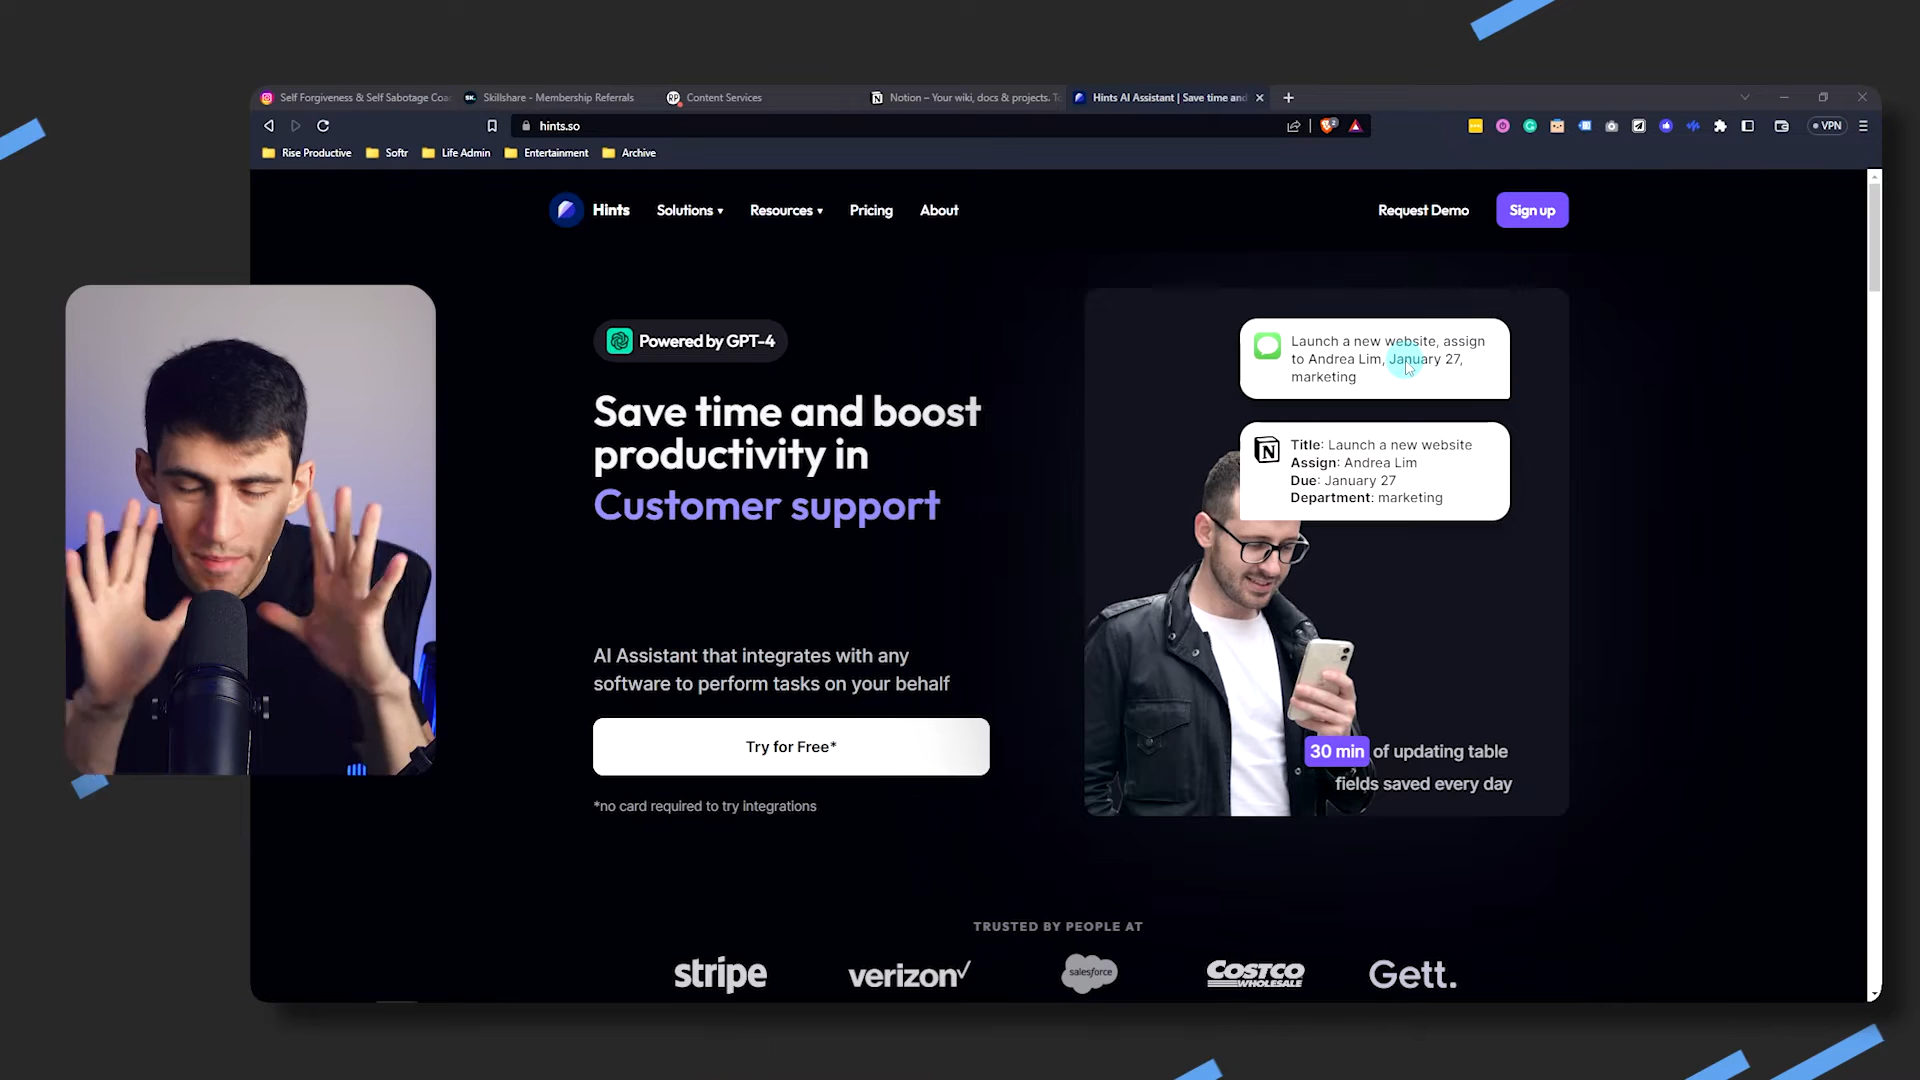 Self Forgiveness & Self Sabotage Coa
SK. Skillshare - Membership Referrals
RP Content Services
Notion – Your wiki, docs & projects. To
Hints AI Assistant | Save time and
hints.so
2
VPN
Rise Productive
Softr
Life Admin
Entertainment
Archive
Hints
Solutions
Resources
Pricing
About
Request Demo
Sign up
Powered by GPT-4
Save time and boost
productivity in
Customer support
AI Assistant that integrates with any
software to perform tasks on your behalf
Try for Free*
*no card required to try integrations
Launch a new website, assign
to Andrea Lim, January 27,
marketing
Title: Launch a new website
Assign: Andrea Lim
Due: January 27
Department: marketing
30 min of updating table
fields saved every day
TRUSTED BY PEOPLE AT
stripe
verizon
salesforce
COSTCO
WHOLESALE
Gett.